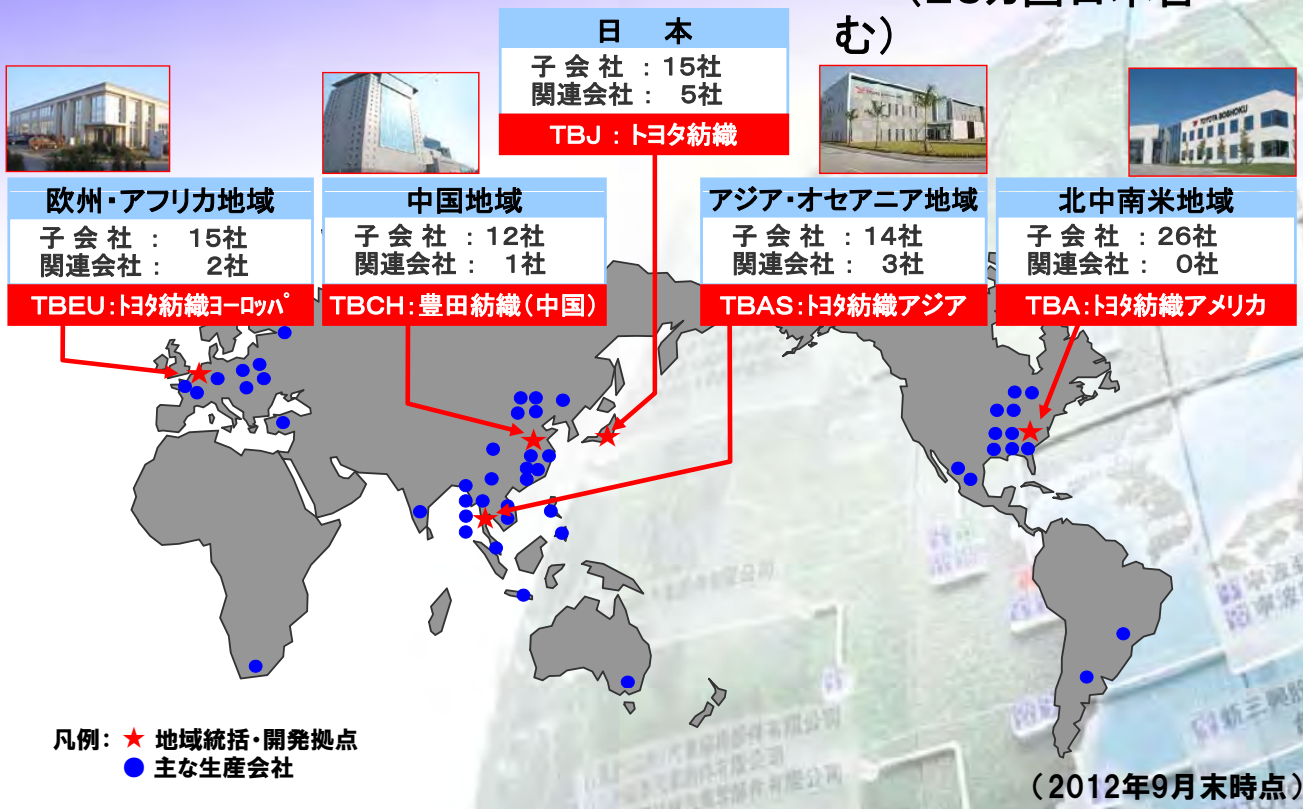 む）
日　本
子 会 社 ：15社
関連会社： 5社
TBJ：トヨタ紡織
TOYOTA BOSHOKU
欧州・アフリカ地域
子 会 社 ： 15社
関連会社： 2社
TBEU：トヨタ紡織ヨーロッパ
中国地域
子 会 社 ：12社
関連会社： 1社
TBCH：豊田紡織（中国）
アジア・オセアニア地域
子 会 社 ：14社
関連会社： 3社
TBAS：トヨタ紡織アジア
北中南米地域
子 会 社 ：26社
関連会社： 0社
TBA：トヨタ紡織アメリカ
凡例： ★ 地域統括・開発拠点
● 主な生産会社
（2012年9月末時点）